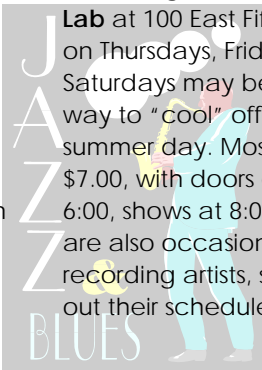 Lab at 100 East Fi
on Thursdays, Frid
Saturdays may be
way to "cool" off
summer day. Mos
$7.00, with doors
6:00, shows at 8:0
are also occasion
recording artists, s
out their schedule
JAZZ
&
BLUES